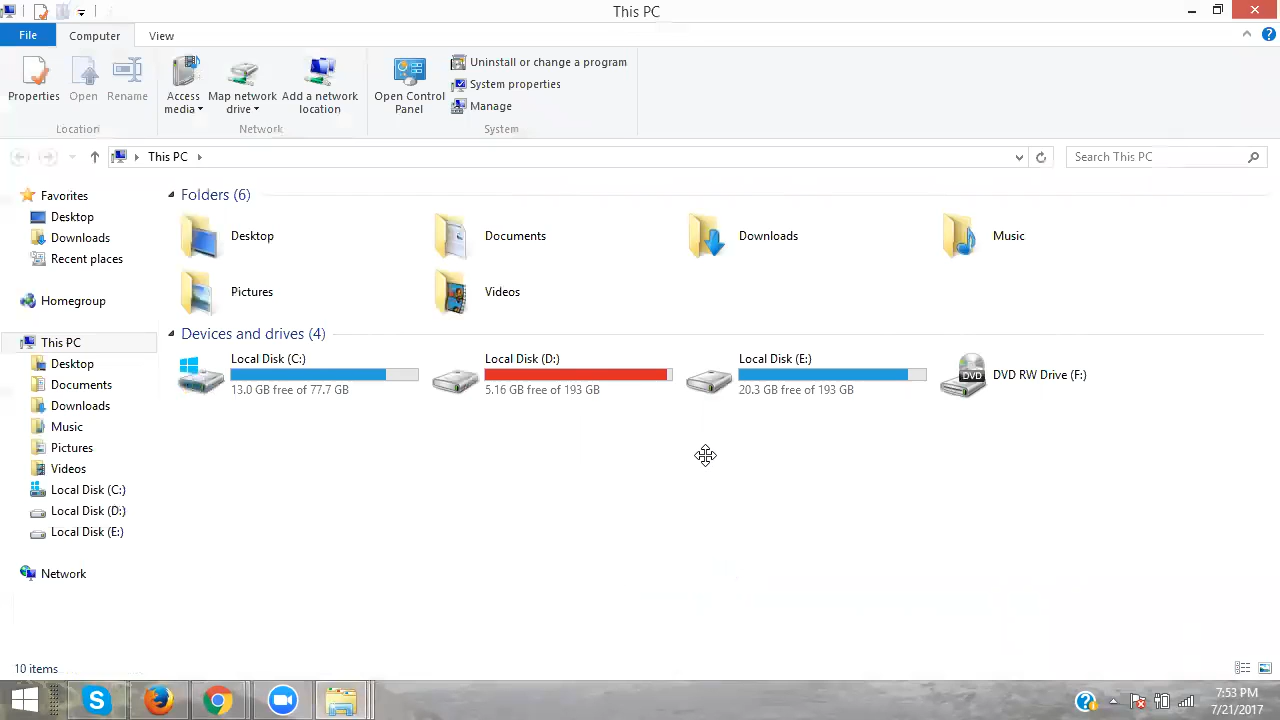 This PC
File
Computer
View
Properties
Open
Rename
Access media
Map network drive
Add a network location
Open Control Panel
Uninstall or change a program
System properties
Manage
Location
Network
System
This PC
Search This PC
Favorites
Desktop
Downloads
Recent places
Homegroup
This PC
Desktop
Documents
Downloads
Music
Pictures
Videos
Local Disk (C:)
Local Disk (D:)
Local Disk (E:)
Network
Folders (6)
Desktop
Documents
Downloads
Music
Pictures
Videos
Devices and drives (4)
Local Disk (C:)
13.0 GB free of 77.7 GB
Local Disk (D:)
5.16 GB free of 193 GB
Local Disk (E:)
20.3 GB free of 193 GB
DVD
DVD RW Drive (F:)
10 items
7:53 PM
7/21/2017